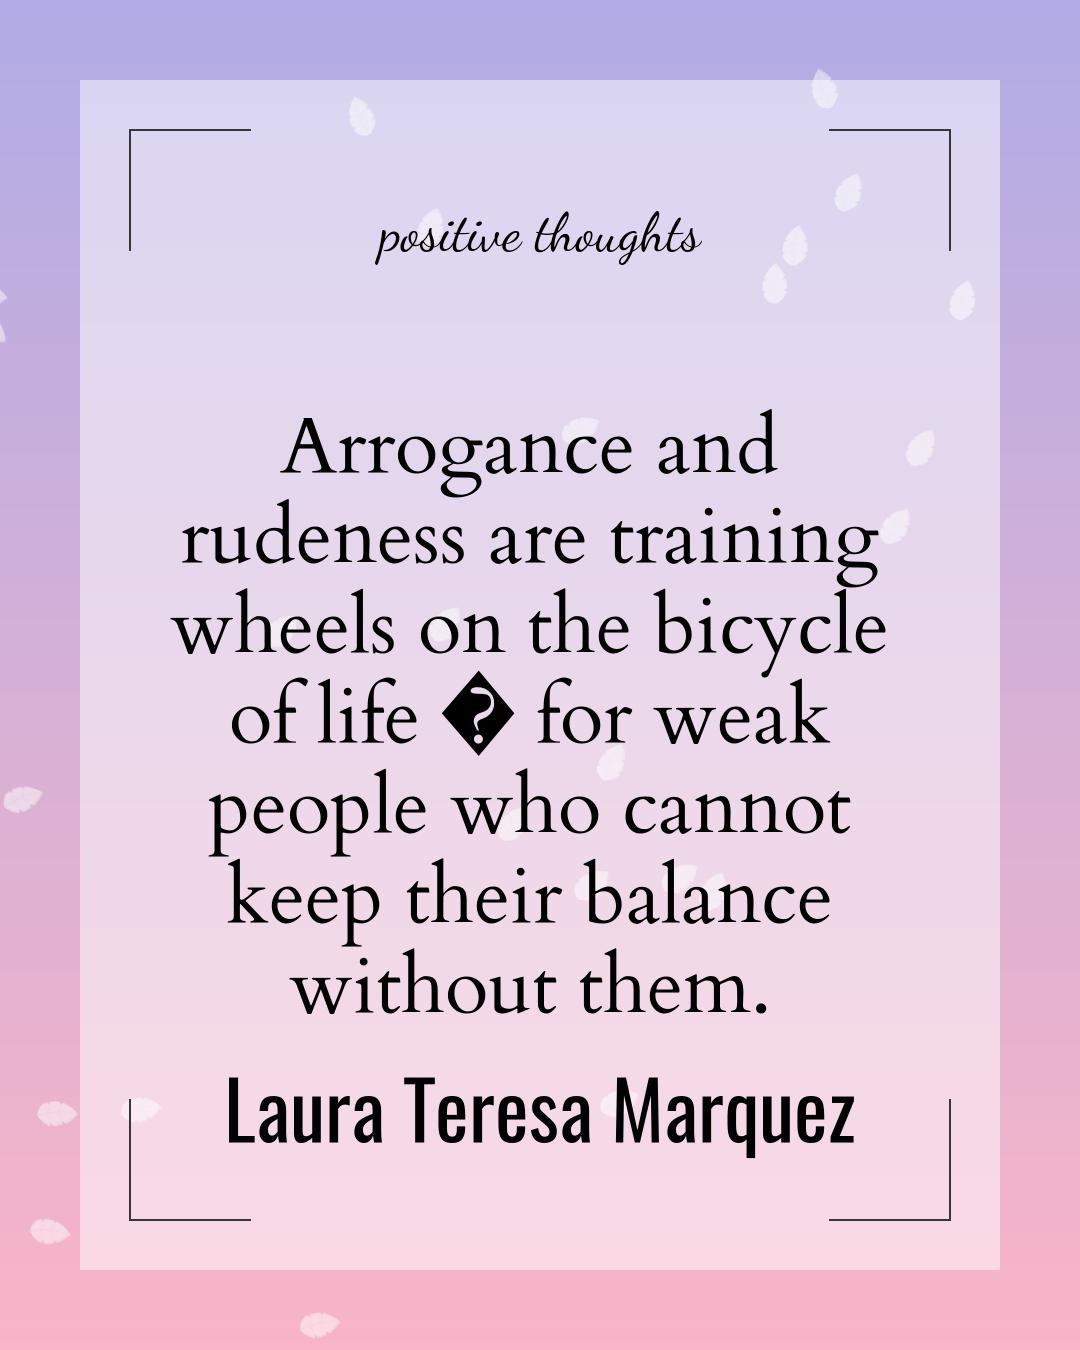 positive thoughts
Arrogance and
rudeness are training
wheels on the bicycle
of life � for weak
people who cannot
keep their balance
without them.
Laura Teresa Marquez